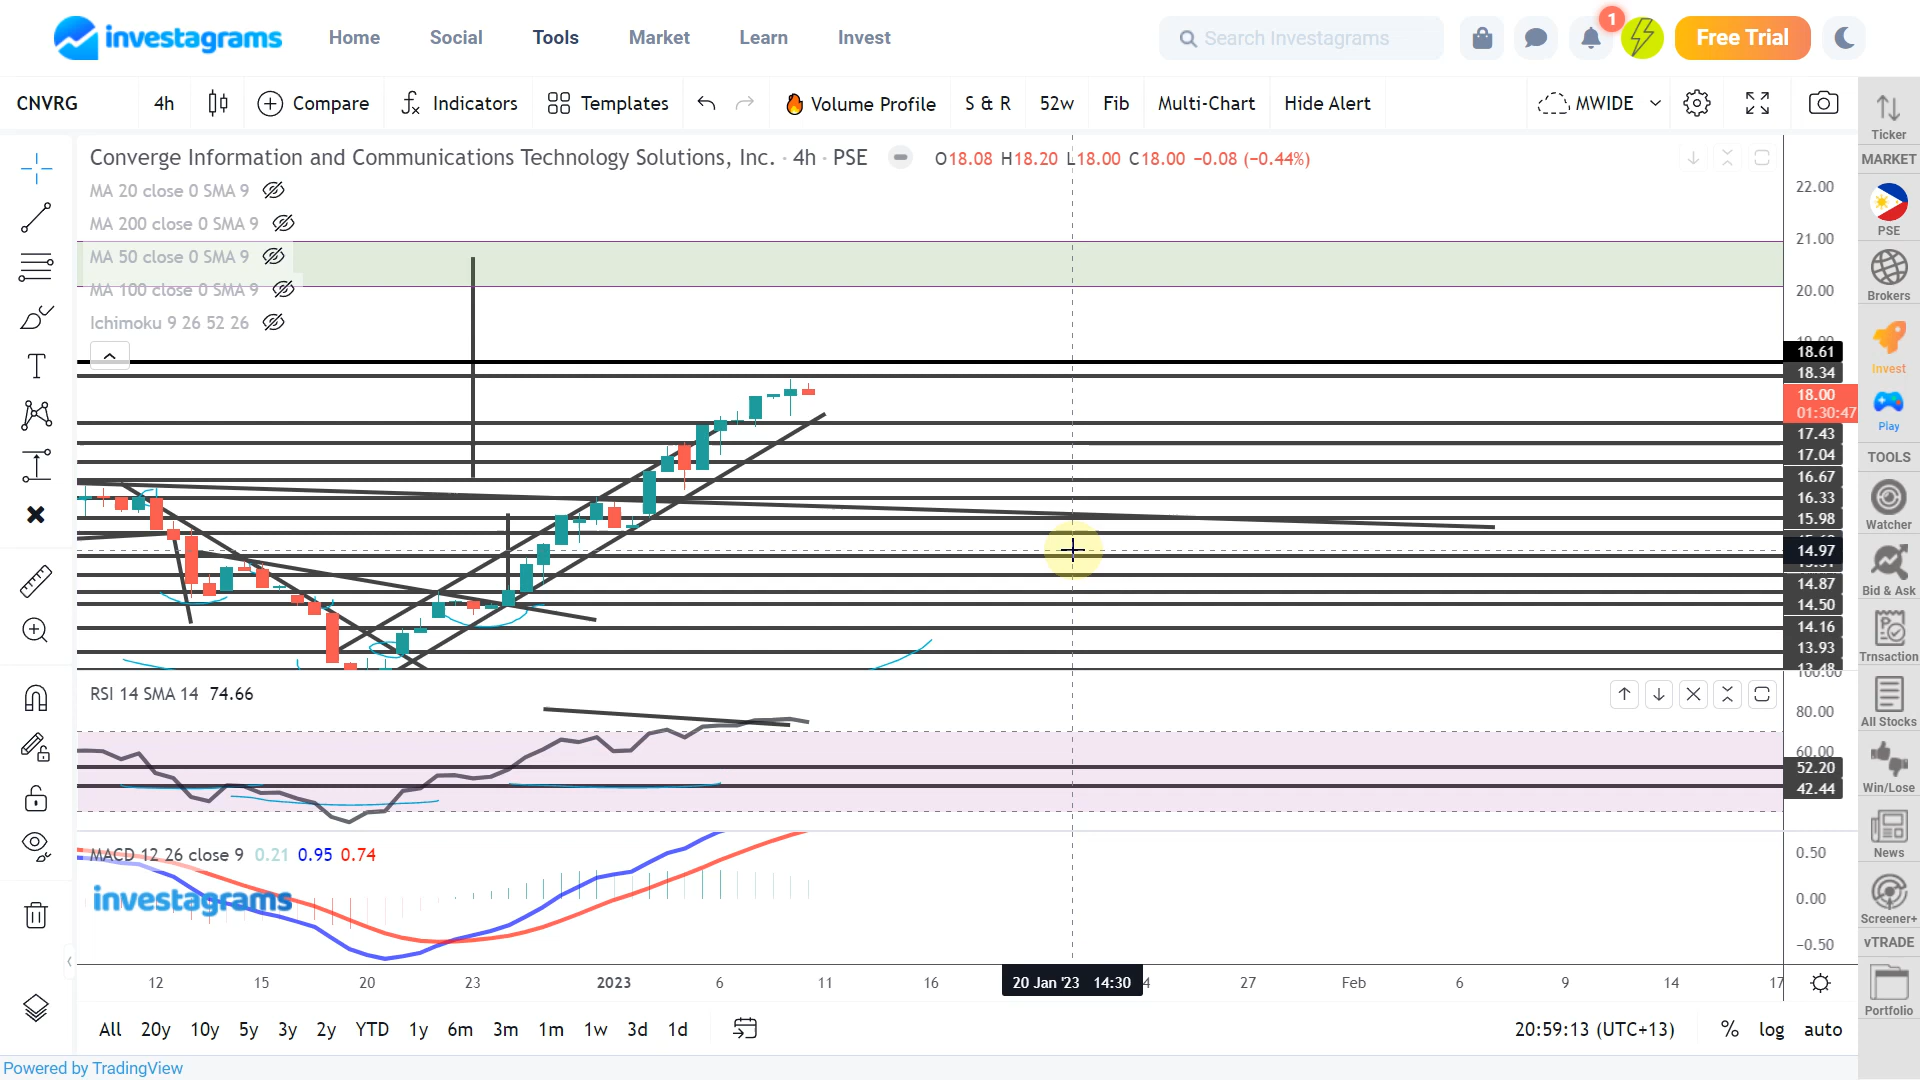 investagrams
Home Social Tools Market Learn Invest
Search Investagrams
1
Free Trial
CNVRG 4h Compare Indicators Templates Volume Profile S & R 52w Fib Multi-Chart Hide Alert MWIDE
Ticker
Converge Information and Communications Technology Solutions, Inc. · 4h · PSE O18.08 H18.20 L18.00 C18.00 −0.08 (−0.44%)
MARKET
MA 20 close 0 SMA 9
MA 200 close 0 SMA 9
MA 50 close 0 SMA 9
MA 100 close 0 SMA 9
Ichimoku 9 26 52 26
22.00
21.00
20.00
19.00
18.61
18.34
18.00
01:30:47
17.43
17.04
16.67
16.33
15.98
14.97
14.87
14.50
14.16
13.93
13.48
PSE
Brokers
Invest
Play
TOOLS
Watcher
Bid & Ask
Trnsaction
All Stocks
Win/Lose
News
Screener+
vTRADE
Portfolio
RSI 14 SMA 14 74.66
100.00
80.00
60.00
52.20
42.44
MACD 12 26 close 9 0.21 0.95 0.74
investagrams
0.50
0.00
−0.50
12 15 20 23 2023 6 11 16 20 Jan '23 14:30 4 27 Feb 6 9 14 17
All 20y 10y 5y 3y 2y YTD 1y 6m 3m 1m 1w 3d 1d
20:59:13 (UTC+13) % log auto
Powered by TradingView